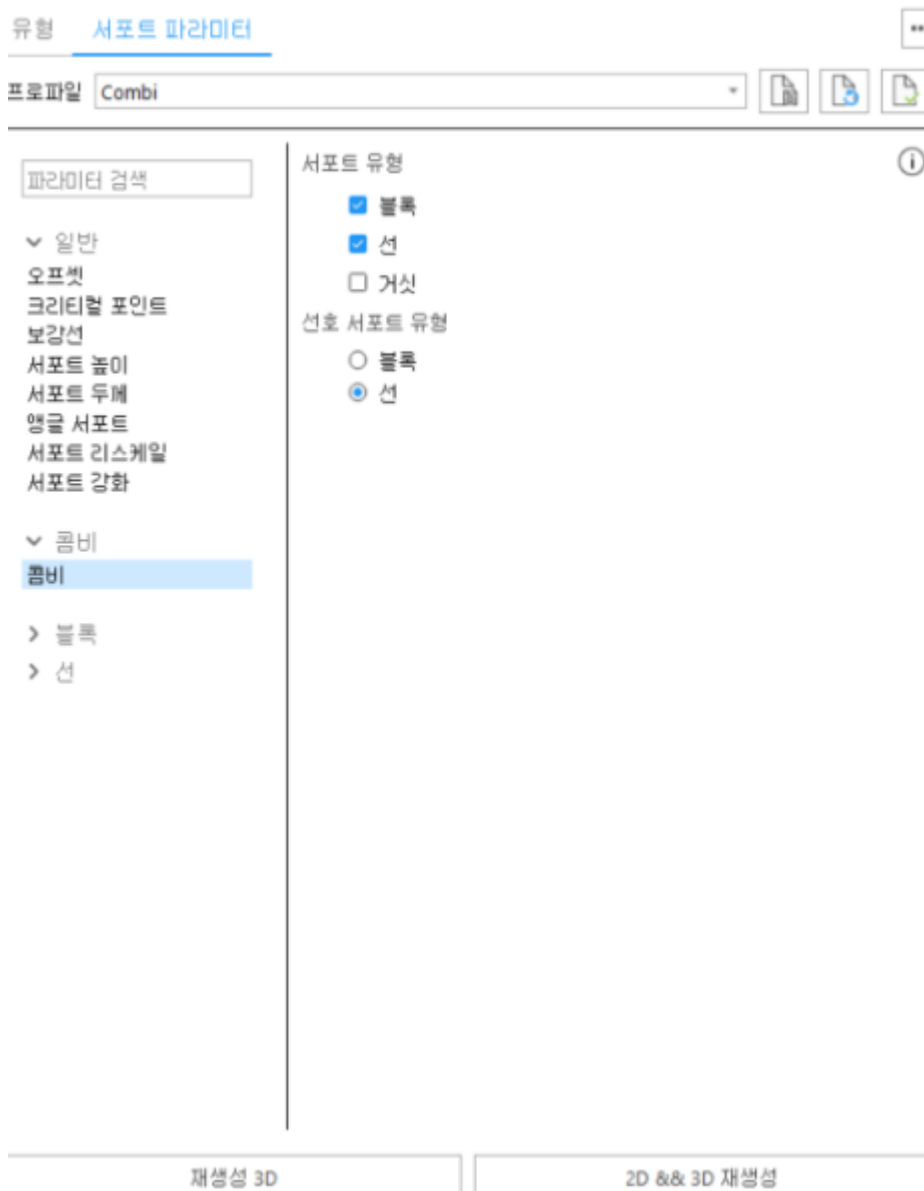 유형 서포트 파라미터
프로파일 Combi
파라미터 검색
일반
오프셋
크리티컬 포인트
보강선
서포트 높이
서포트 두께
앵글 서포트
서포트 리스케일
서포트 강화
콤비
콤비
블록
선
서포트 유형
블록
선
거싯
선호 서포트 유형
블록
선
재생성 3D
2D && 3D 재생성